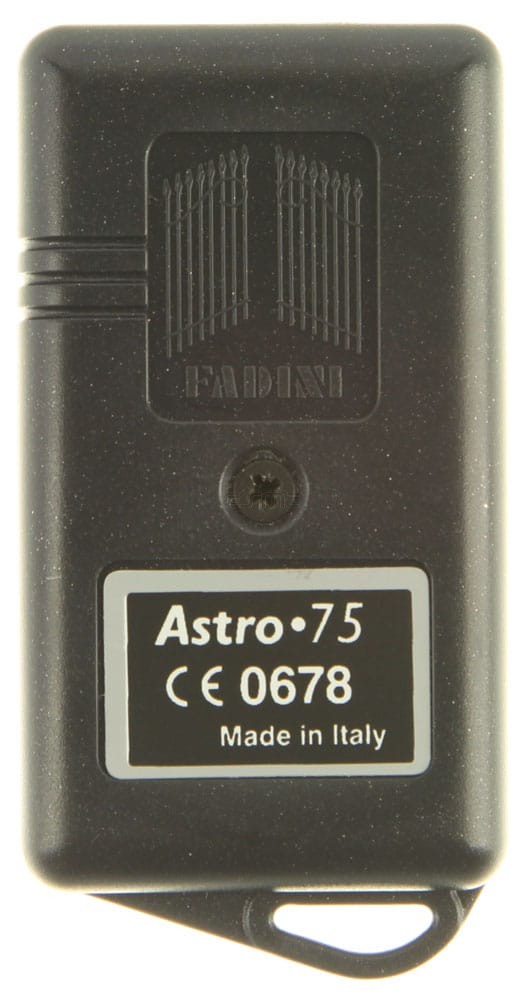 FADINI
Astro•75
CE 0678
Made in Italy